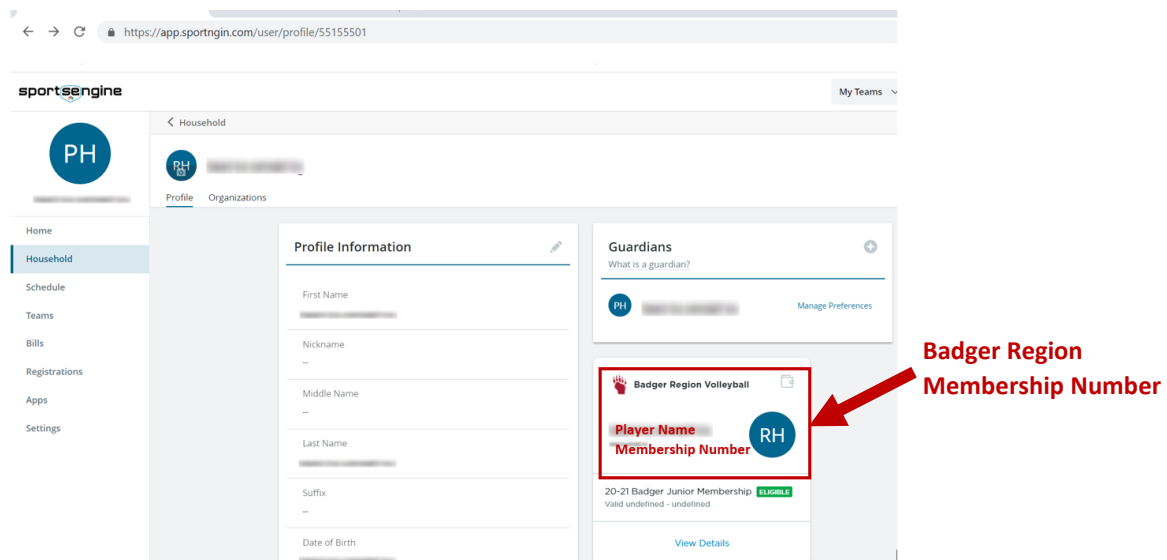 https://app.sportngin.com/user/profile/55155501
sportsengine
My Teams
PH
Household
RH
Profile Organizations
Home
Household
Schedule
Teams
Bills
Registrations
Apps
Settings
Profile Information
First Name
Nickname
--
Middle Name
--
Last Name
Suffix
--
Date of Birth
Guardians
What is a guardian?
PH
Manage Preferences
Badger Region Volleyball
Player Name
Membership Number
RH
20-21 Badger Junior Membership ELIGIBLE
Valid undefined - undefined
View Details
Badger Region
Membership Number